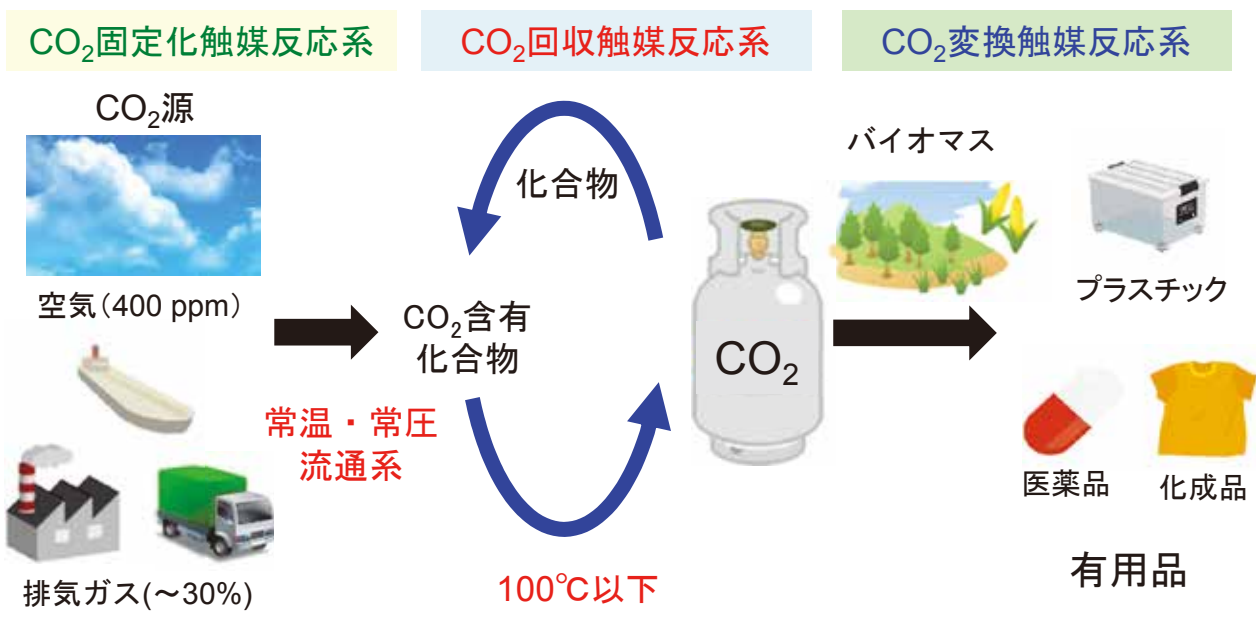 CO₂固定化触媒反応系
CO₂回収触媒反応系
CO₂変換触媒反応系
CO₂源
空気(400 ppm)
排気ガス(～30%)
常温・常圧
流通系
化合物
CO₂含有
化合物
100℃以下
CO₂
バイオマス
プラスチック
医薬品
化成品
有用品